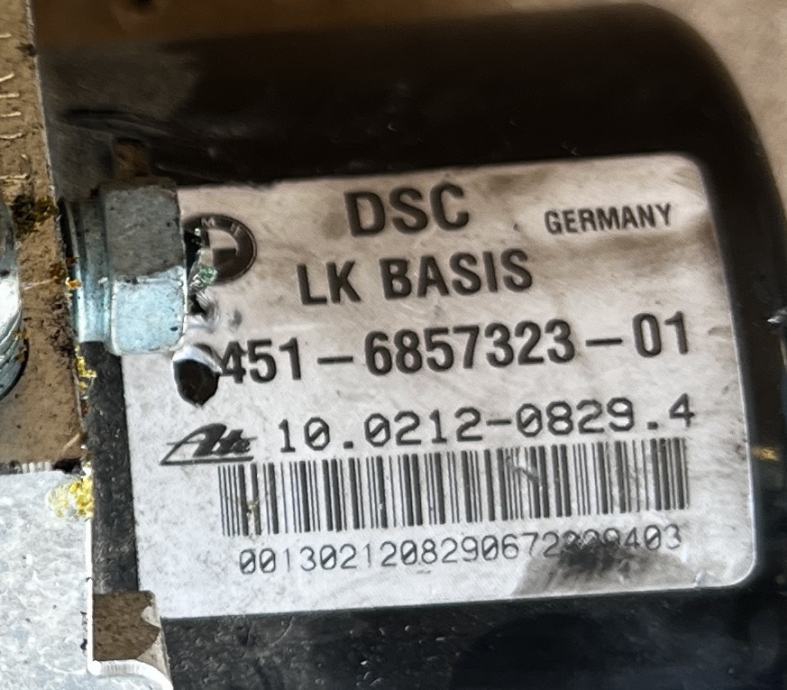 DSC GERMANY
LK BASIS
451-6857323-01
Ate 10.0212-0829.4